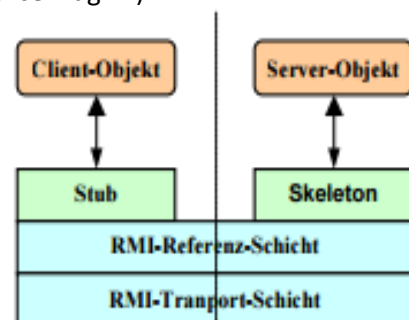 Client-Objekt
Server-Objekt
Stub
Skeleton
RMI-Referenz-Schicht
RMI-Tranport-Schicht